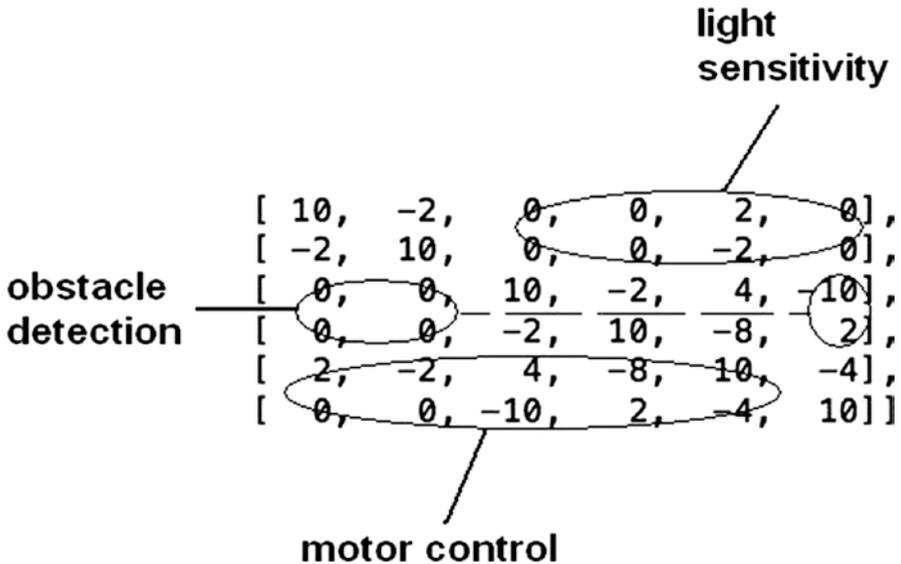 light
sensitivity
[ 10, -2, 0, 0, 2, 0],
[ -2, 10, 0, 0, -2, 0],
obstacle
detection
[ 0, 0, 10, -2, 4, -10],
[ 0, 0, -2, 10, -8, 2],
[ 2, -2, 4, -8, 10, -4],
[ 0, 0, -10, 2, -4, 10]]
motor control